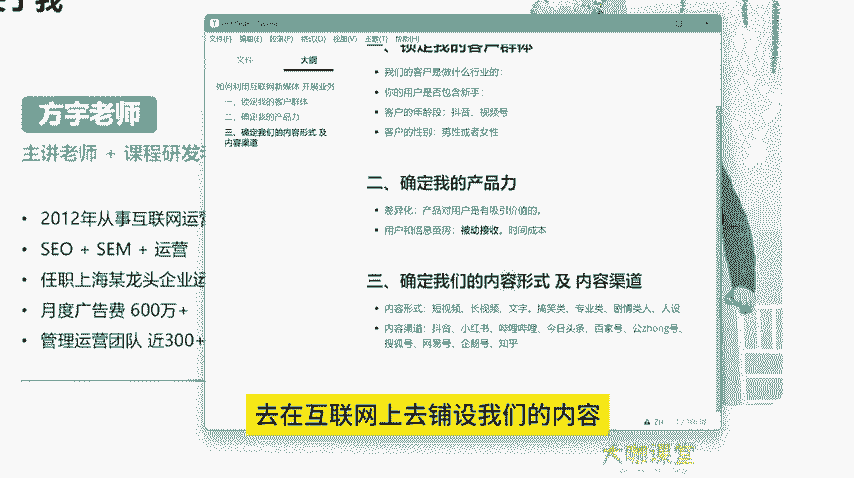 于我
方宇老师
主讲老师 + 课程研发
• 2012年从事互联网运营
• SEO + SEM + 运营
• 任职上海某龙头企业运
• 月度广告费 600万+
• 管理运营团队 近300+
文件(F) 编辑(E) 段落(P) 格式(O) 视图(V) 主题(T) 帮助(H)
文件 大纲
如何利用互联网新媒体 开展业务
一、锁定我的客户群体
二、确定我的产品力
三、确定我们的内容形式 及
内容渠道
一、锁定我的客户群体
• 我们的客户是做什么行业的:
• 你的用户是否包含新手:
• 客户的年龄段: 抖音、视频号
• 客户的性别: 男性或者女性
二、确定我的产品力
• 差异化: 产品对用户是有吸引价值的。
• 用户和信息茧房: 被动接收。时间成本
三、确定我们的内容形式 及 内容渠道
• 内容形式: 短视频、长视频、文字。搞笑类、专业类、剧情类人、人设
• 内容渠道: 抖音、小红书、哔哩哔哩、今日头条、百家号、公zhong号、
搜狐号、网易号、企鹅号、知乎
去在互联网上去铺设我们的内容
大咖课堂